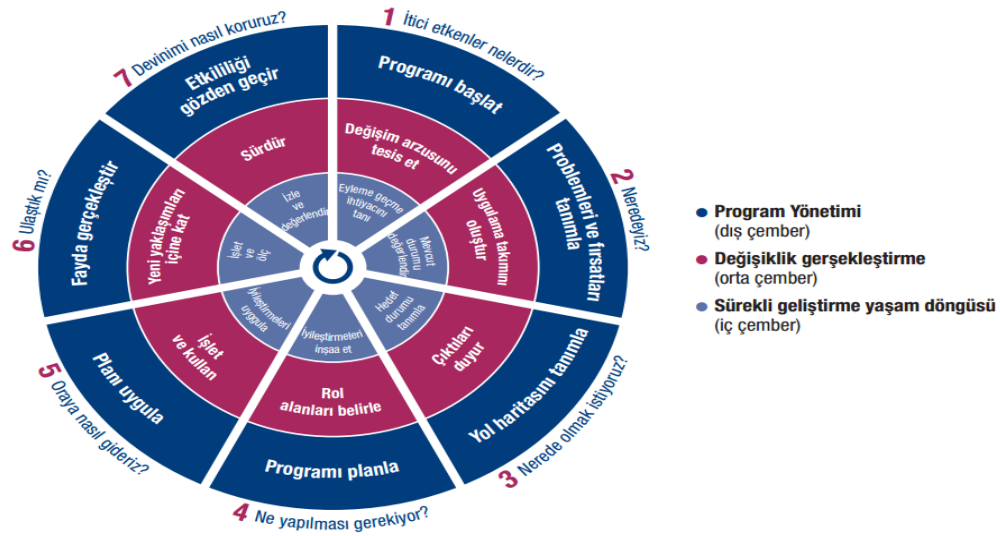 1 İtici etkenler nelerdir?
Programı başlat
Değişim arzusunu
tesis et
Eyleme geçme
ihtiyacını
tanı
2 Neredeyiz?
Problemleri ve fırsatları
tanımla
Uygulama takımını
oluştur
Mevcut
durumu
değerlendir
3 Nerede olmak istiyoruz?
Yol haritasını tanımla
Çıktıları
duyur
Hedef
durumu
tanımla
4 Ne yapılması gerekiyor?
Programı planla
Rol
alanları belirle
İyileştirmeleri
inşaa et
5 Oraya nasıl gideriz?
Planı uygula
İşlet
ve kullan
İyileştirmeleri
uygula
6 Ulaştık mı?
Fayda gerçekleştir
Yeni yaklaşımları
içine kat
İşlet
ve
ölç
7 Devinimi nasıl koruruz?
Etkililiği
gözden geçir
Sürdür
İzle
ve
değerlendir
Program Yönetimi
(dış çember)
Değişiklik gerşekleştirme
(orta çember)
Sürekli geliştirme yaşam döngüsü
(iç çember)